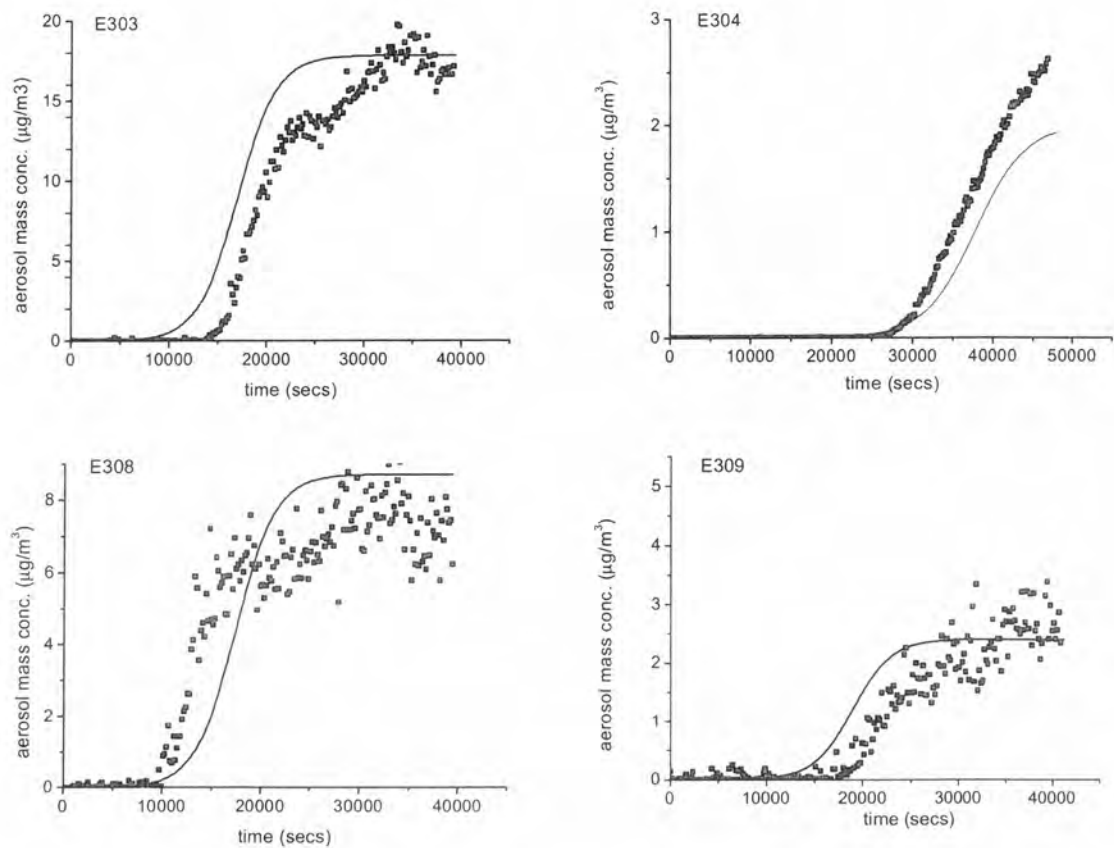 E303
20
15
10
5
0
aerosol mass conc. (μg/m3)
0 10000 20000 30000 40000
time (secs)
E304
3
2
1
0
aerosol mass conc. (μg/m³)
0 10000 20000 30000 40000 50000
time (secs)
E308
8
6
4
2
0
aerosol mass conc. (μg/m³)
0 10000 20000 30000 40000
time (secs)
E309
5
4
3
2
1
0
aerosol mass conc. (μg/m³)
0 10000 20000 30000 40000
time (secs)